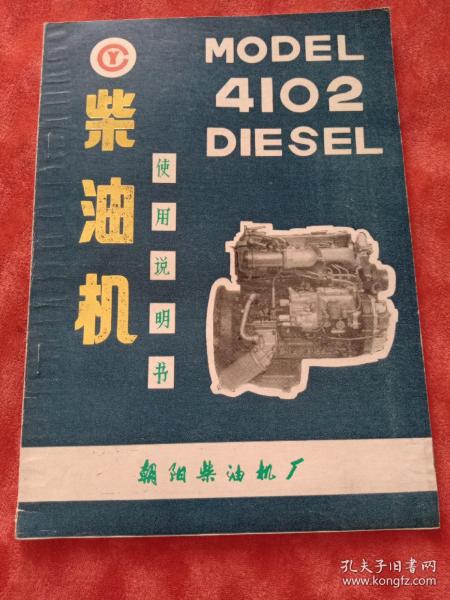 MODEL
4102
DIESEL
柴油机
使用说明书
朝阳柴油机厂
孔夫子旧书网
www.kongfz.com